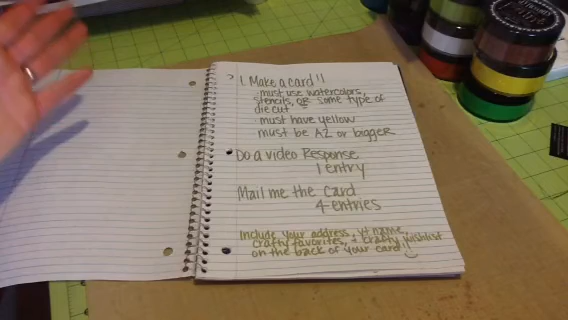 1 Make a card!!
must use watercolors,
stencils, or some type of
die cut
must have yellow
must be A2 or bigger
Do a video Response
1 entry
Mail me the card
4 entries
Include your address, yt name,
crafty favorites, + crafty wishlist
on the back of your card